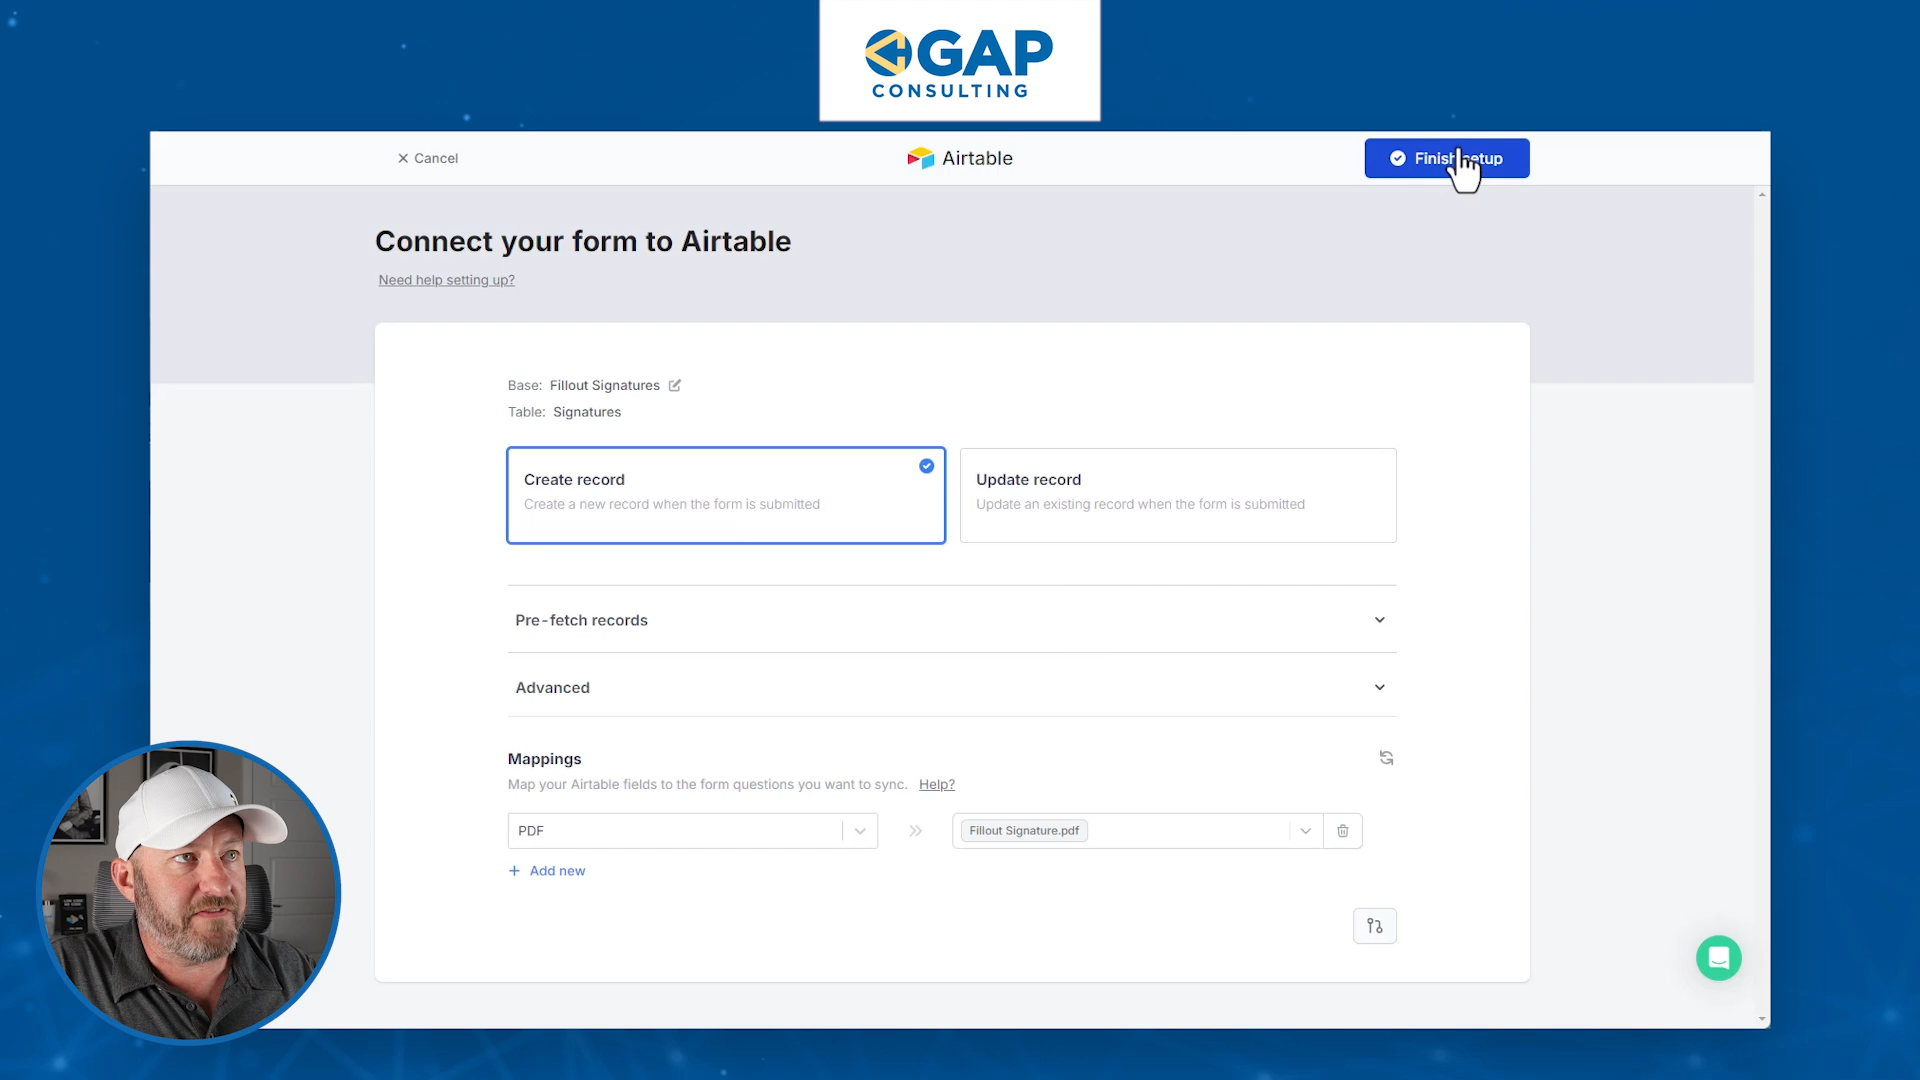 GAP
CONSULTING
Cancel
Airtable
Finish setup
Connect your form to Airtable
Need help setting up?
Base: Fillout Signatures
Table: Signatures
Create record
Create a new record when the form is submitted
Update record
Update an existing record when the form is submitted
Pre-fetch records
Advanced
Mappings
Map your Airtable fields to the form questions you want to sync. Help?
PDF
Fillout Signature.pdf
+ Add new